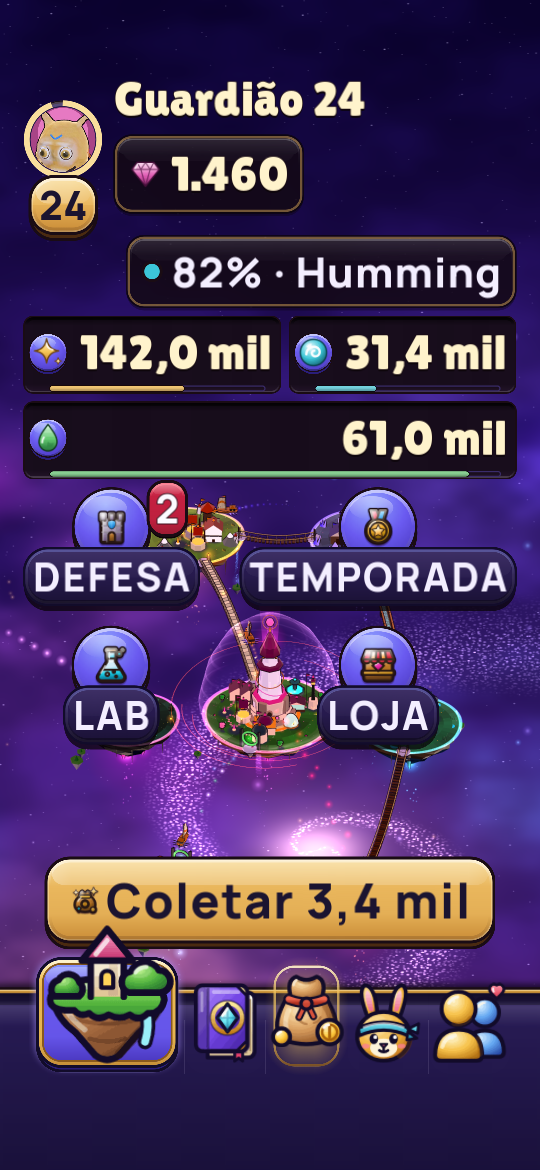 Guardião 24
1.460
24
82% · Humming
142,0 mil
31,4 mil
61,0 mil
2
DEFESA
TEMPORADA
LAB
LOJA
Coletar 3,4 mil